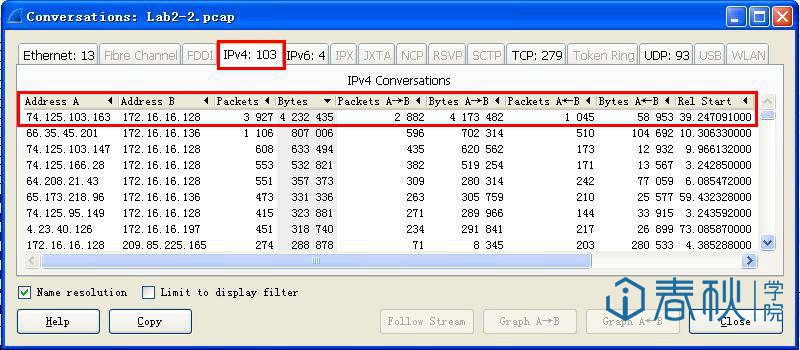 Conversations: Lab2-2.pcap
Ethernet: 13 Fibre Channel FDDI IPv4: 103 IPv6: 4 IPX JXTA NCP RSVP SCTP TCP: 279 Token Ring UDP: 93 USB WLAN
IPv4 Conversations
Address A Address B Packets Bytes Packets A→B Bytes A→B Packets A←B Bytes A←B Rel Start
74.125.103.163 172.16.16.128 3 927 4 232 435 2 882 4 173 482 1 045 58 953 39.247091000
66.35.45.201 172.16.16.136 1 106 807 006 596 702 314 510 104 692 10.306330000
74.125.103.147 172.16.16.128 608 633 494 435 620 562 173 12 932 9.966132000
74.125.166.28 172.16.16.128 553 532 821 382 519 254 171 13 567 3.242850000
64.208.21.43 172.16.16.128 551 357 373 309 280 314 242 77 059 6.085472000
65.173.218.96 172.16.16.136 473 331 336 263 305 759 210 25 577 59.432328000
74.125.95.149 172.16.16.128 415 323 881 271 289 966 144 33 915 3.243592000
4.23.40.126 172.16.16.197 451 318 740 234 291 841 217 26 899 73.085870000
172.16.16.128 209.85.225.165 274 288 878 71 8 345 203 280 533 4.385288000
Name resolution Limit to display filter
Help Copy Follow Stream Graph A→B Graph A←B Close
春秋学院